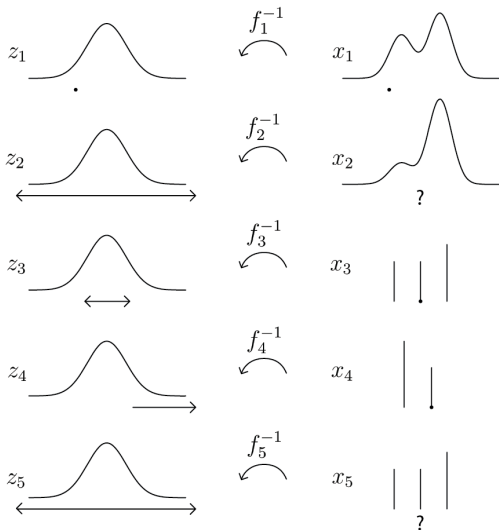 z₁ f₁⁻¹ x₁
z₂ f₂⁻¹ x₂
?
z₃ f₃⁻¹ x₃
z₄ f₄⁻¹ x₄
z₅ f₅⁻¹ x₅
?